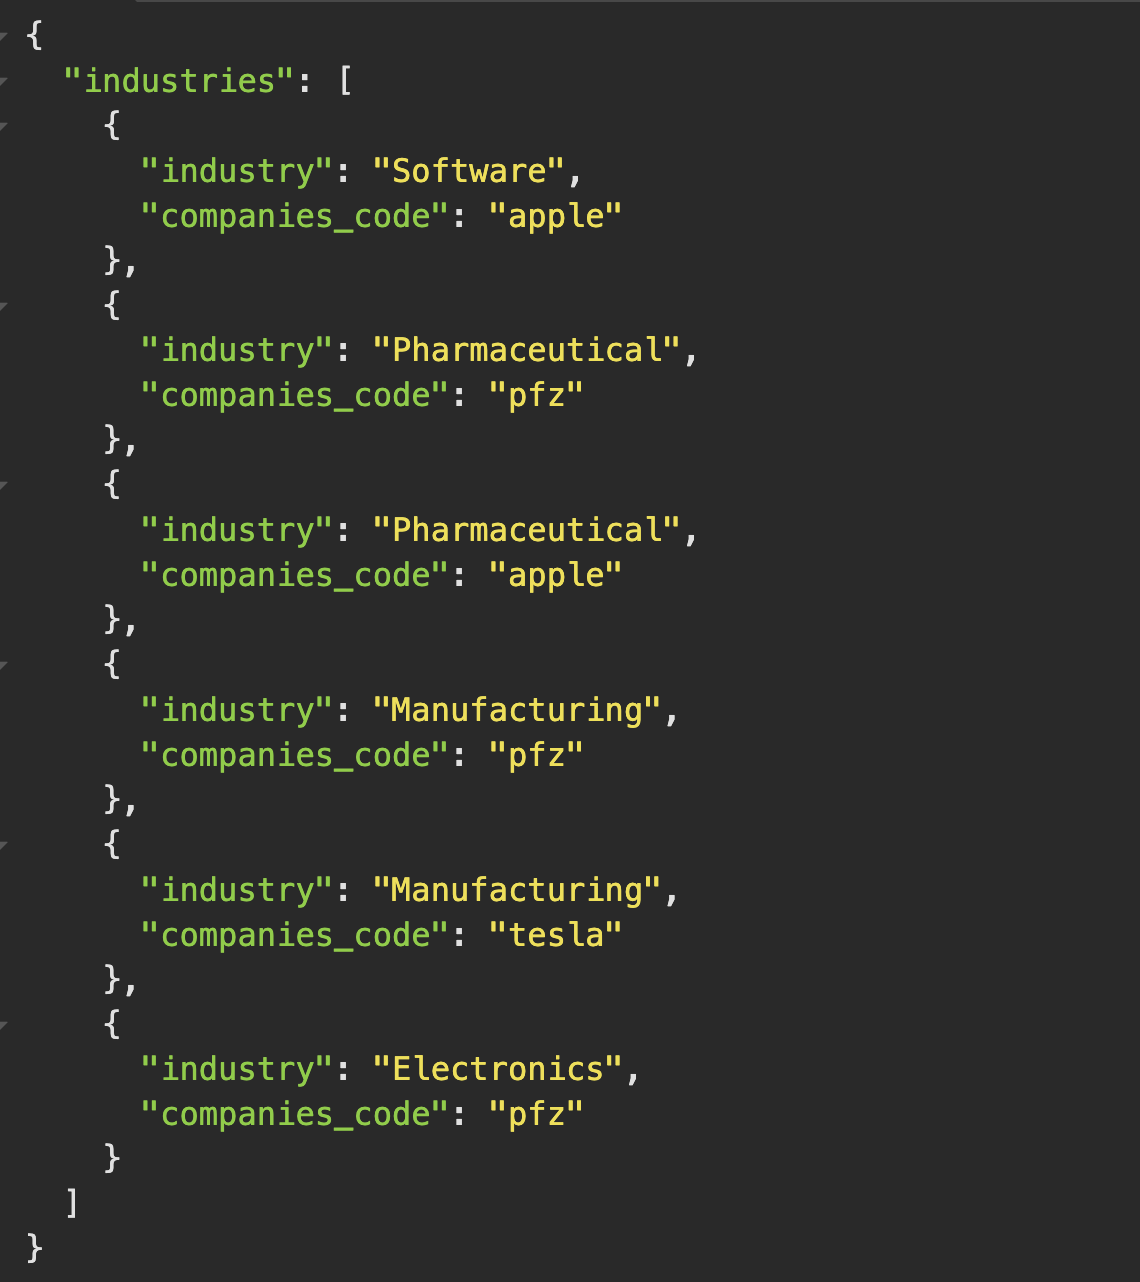 {
  "industries": [
    {
      "industry": "Software",
      "companies_code": "apple"
    },
    {
      "industry": "Pharmaceutical",
      "companies_code": "pfz"
    },
    {
      "industry": "Pharmaceutical",
      "companies_code": "apple"
    },
    {
      "industry": "Manufacturing",
      "companies_code": "pfz"
    },
    {
      "industry": "Manufacturing",
      "companies_code": "tesla"
    },
    {
      "industry": "Electronics",
      "companies_code": "pfz"
    }
  ]
}